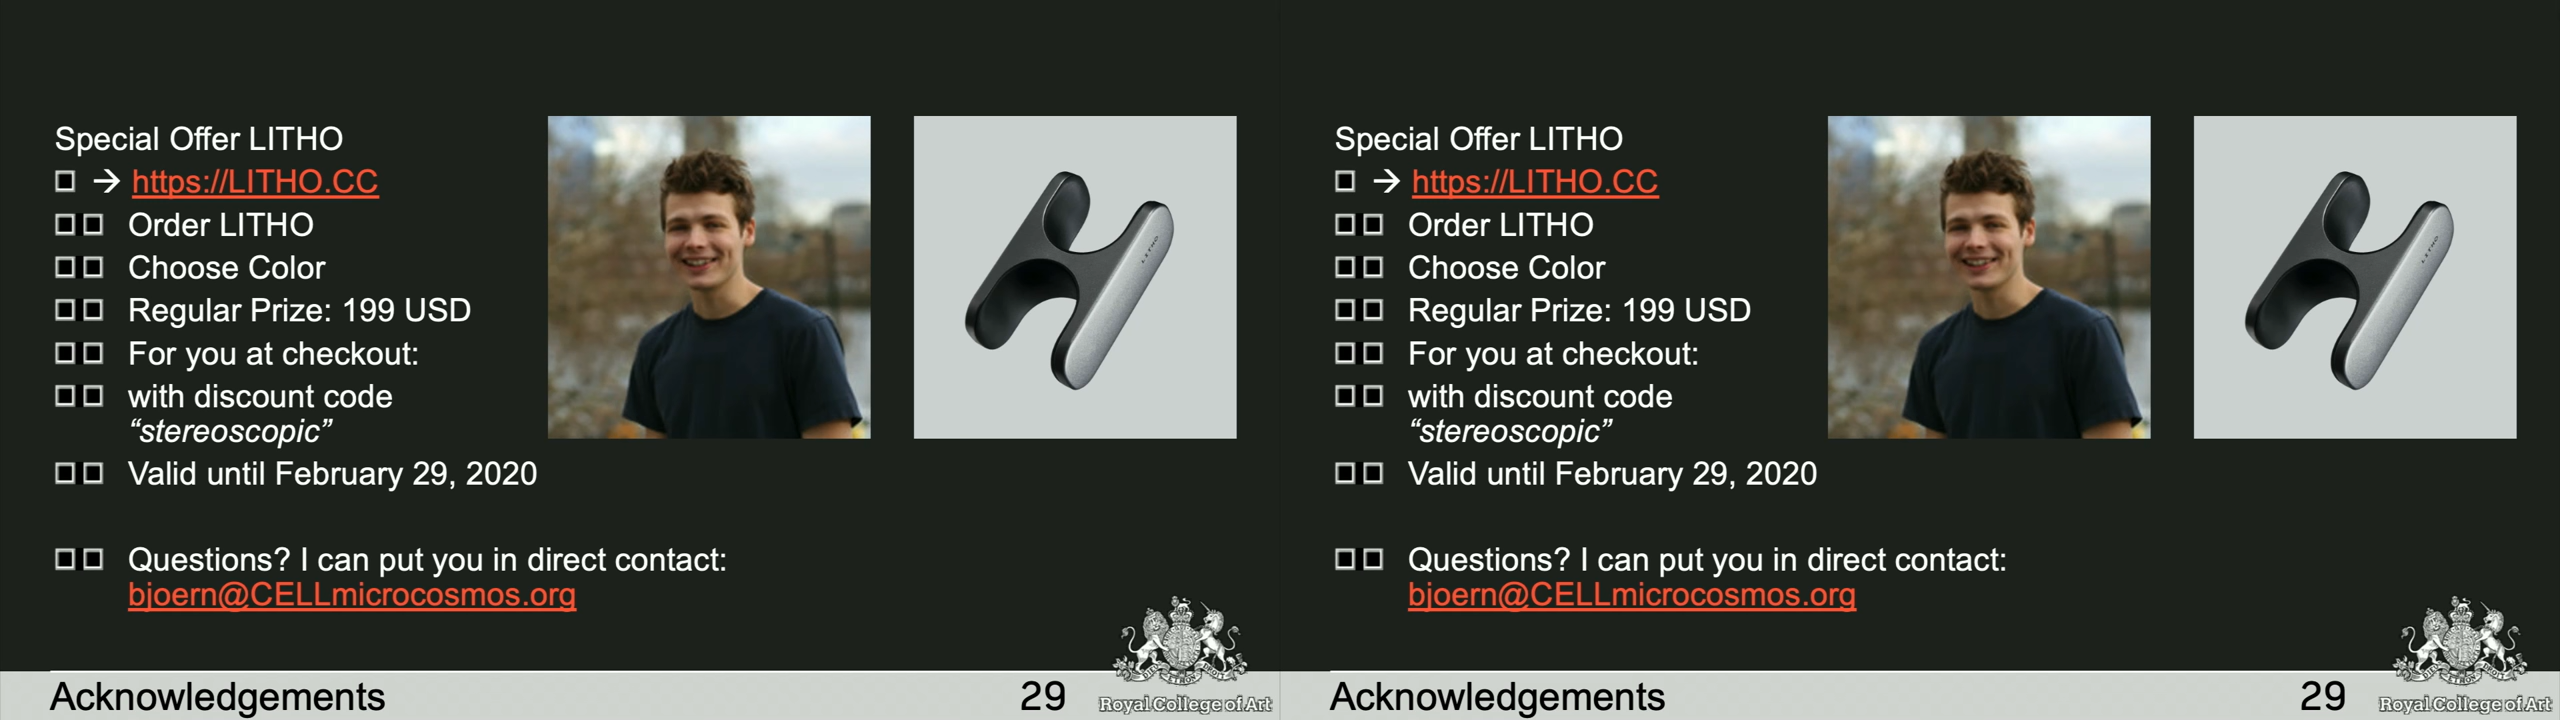 Special Offer LITHO
→ https://LITHO.CC
Order LITHO
Choose Color
Regular Prize: 199 USD
For you at checkout:
with discount code
“stereoscopic”
Valid until February 29, 2020
Questions? I can put you in direct contact:
bjoern@CELLmicrocosmos.org
LITHO
Acknowledgements
29
Royal College of Art
Special Offer LITHO
→ https://LITHO.CC
Order LITHO
Choose Color
Regular Prize: 199 USD
For you at checkout:
with discount code
“stereoscopic”
Valid until February 29, 2020
Questions? I can put you in direct contact:
bjoern@CELLmicrocosmos.org
LITHO
Acknowledgements
29
Royal College of Art